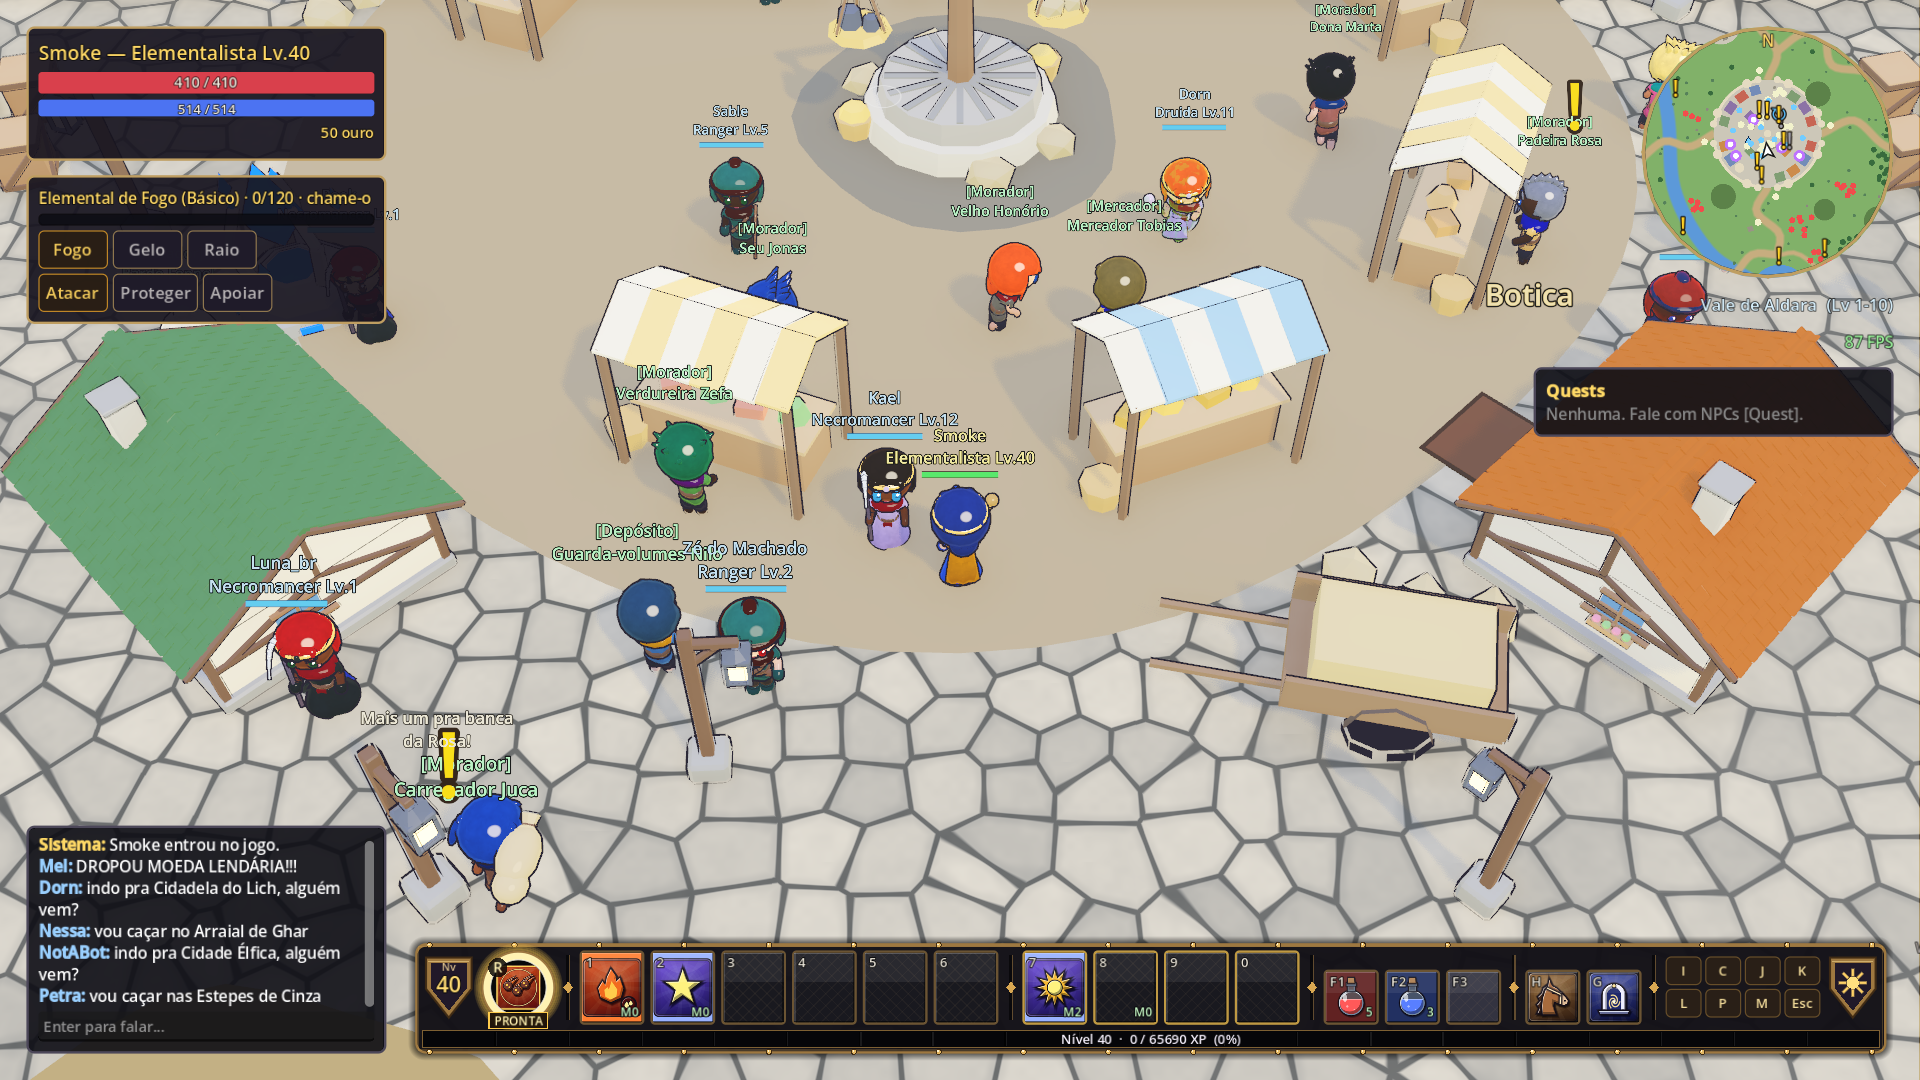 Smoke — Elementalista Lv.40
410 / 410
514 / 514
50 ouro
Elemental de Fogo (Básico) · 0/120 · chame-o
Fogo
Gelo
Raio
Atacar
Proteger
Apoiar
[Morador]
Dona Marta
Sable
Ranger Lv.5
Dorn
Druida Lv.11
[Morador]
Padeira Rosa
[Morador]
Velho Honório
[Mercador]
Mercador Tobias
[Morador]
Seu Jonas
N
Vale de Aldara (Lv 1-10)
87 FPS
Botica
Quests
Nenhuma. Fale com NPCs [Quest].
[Morador]
Verdureira Zefa
Kael
Necromancer Lv.12
Smoke
Elementalista Lv.40
[Depósito]
Guarda-volumes Nilo
Zé do Machado
Ranger Lv.2
Luna_br
Necromancer Lv.1
Mais um pra banca
da Rosa!
[Morador]
Carregador Juca
Sistema: Smoke entrou no jogo.
Mel: DROPOU MOEDA LENDÁRIA!!!
Dorn: indo pra Cidadela do Lich, alguém
vem?
Nessa: vou caçar no Arraial de Ghar
NotABot: indo pra Cidade Élfica, alguém
vem?
Petra: vou caçar nas Estepes de Cinza
Enter para falar...
Nv
40
R
PRONTA
1
M0
2
M0
3
4
5
6
7
M2
8
M0
9
0
F1
5
F2
3
F3
H
G
I
C
J
K
L
P
M
Esc
Nível 40 · 0 / 65690 XP (0%)